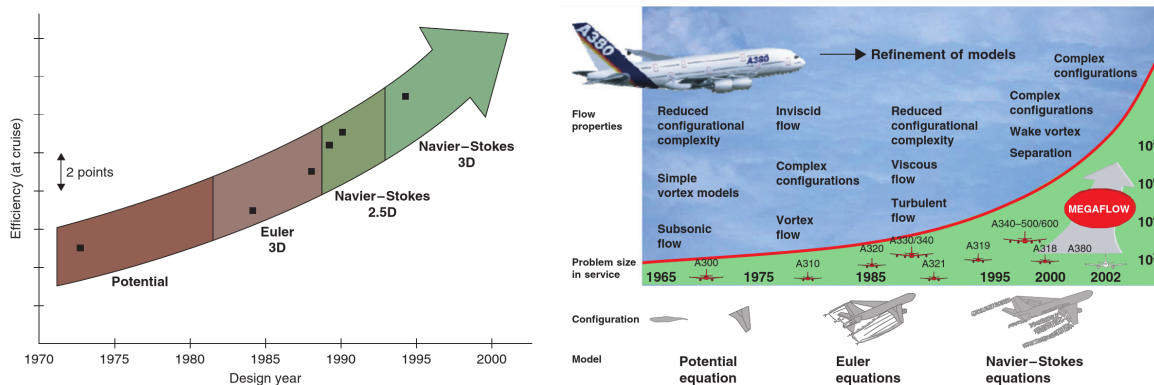 Efficiency (at cruise)
2 points
Potential
Euler
3D
Navier–Stokes
2.5D
Navier–Stokes
3D
1970
1975
1980
1985
1990
1995
2000
Design year
A380
A380
Refinement of models
Flow
properties
Reduced
configurational
complexity
Simple
vortex models
Subsonic
flow
Inviscid
flow
Complex
configurations
Vortex
flow
Reduced
configurational
complexity
Viscous
flow
Turbulent
flow
Complex
configurations
Complex
configurations
Wake vortex
Separation
MEGAFLOW
Problem size
in service
A300
A310
A320
A330/340
A321
A319
A340–500/600
A318
A380
1965
1975
1985
1995
2000
2002
Configuration
Model
Potential
equation
Euler
equations
Navier–Stokes
equations